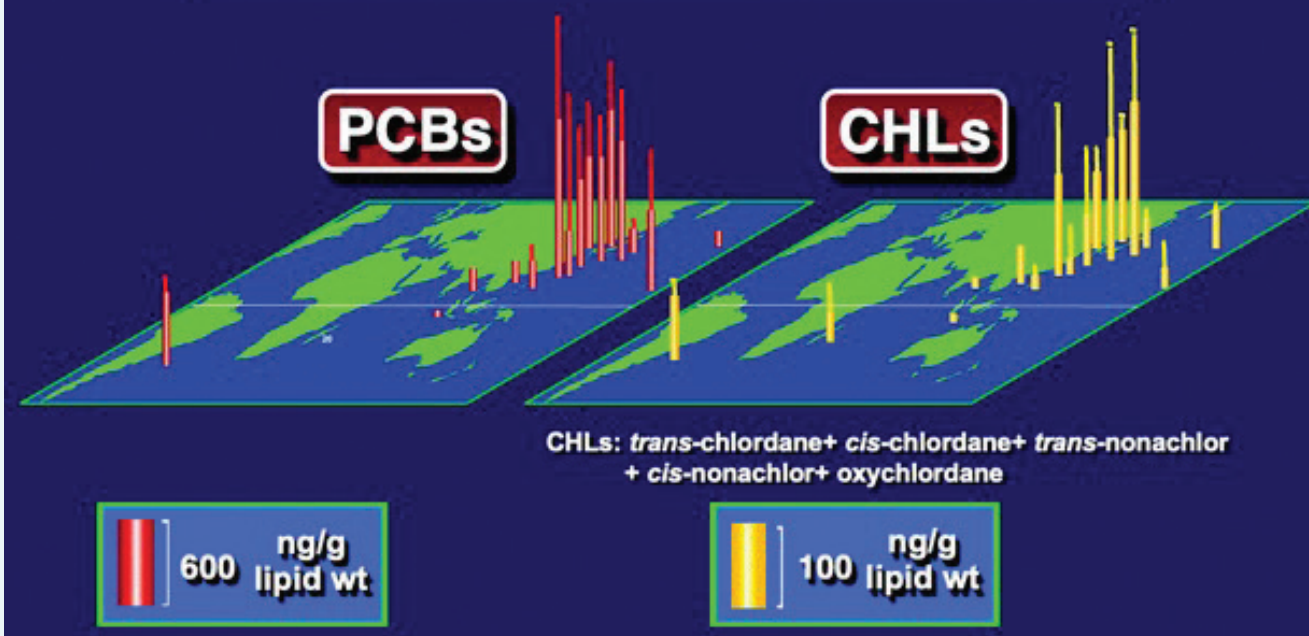 PCBs
CHLs
CHLs: trans-chlordane+ cis-chlordane+ trans-nonachlor
+ cis-nonachlor+ oxychlordane
600 ng/g
lipid wt
100 ng/g
lipid wt